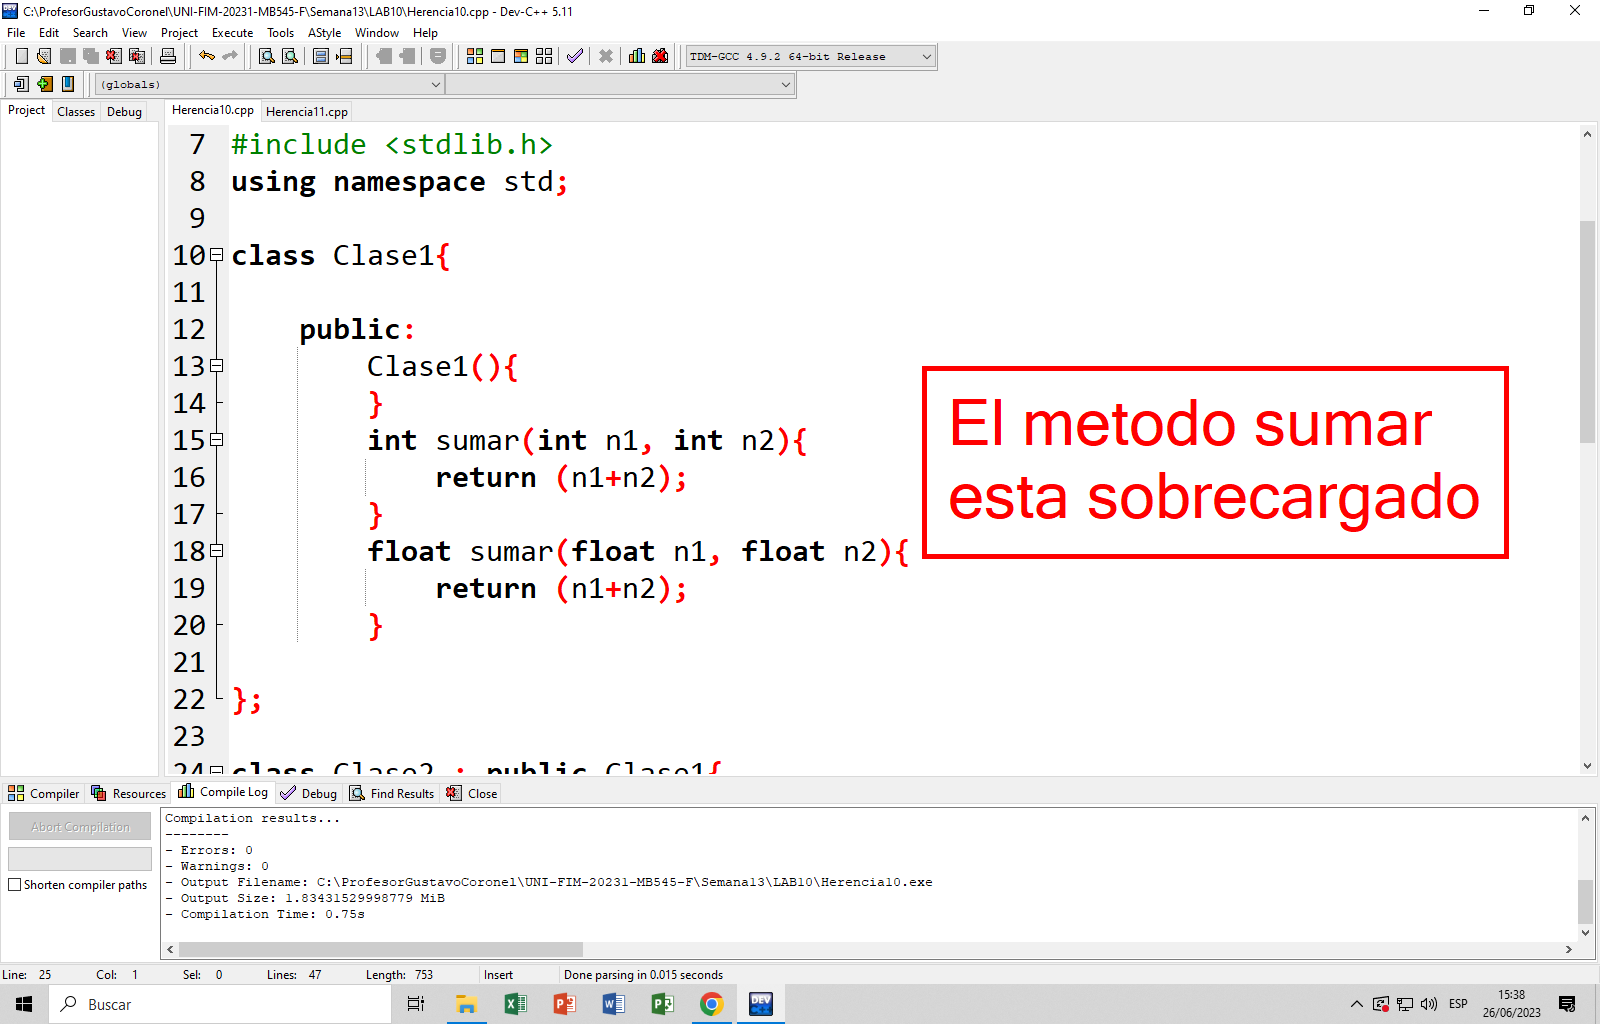 C:\ProfesorGustavoCoronel\UNI-FIM-20231-MB545-F\Semana13\LAB10\Herencia10.cpp - Dev-C++ 5.11
File Edit Search View Project Execute Tools AStyle Window Help
TDM-GCC 4.9.2 64-bit Release
(globals)
Project Classes Debug Herencia10.cpp Herencia11.cpp
7 #include <stdlib.h>
8 using namespace std;
9
10 class Clase1{
11
12 public:
13 Clase1(){
14 }
15 int sumar(int n1, int n2){
16 return (n1+n2);
17 }
18 float sumar(float n1, float n2){
19 return (n1+n2);
20 }
21
22 };
23
24 class Clase2 : public Clase1{
El metodo sumar
esta sobrecargado
Compiler Resources Compile Log Debug Find Results Close
Abort Compilation
Shorten compiler paths
Compilation results...
--------
- Errors: 0
- Warnings: 0
- Output Filename: C:\ProfesorGustavoCoronel\UNI-FIM-20231-MB545-F\Semana13\LAB10\Herencia10.exe
- Output Size: 1.83431529998779 MiB
- Compilation Time: 0.75s
Line: 25 Col: 1 Sel: 0 Lines: 47 Length: 753 Insert Done parsing in 0.015 seconds
Buscar
DEV
ESP
15:38
26/06/2023